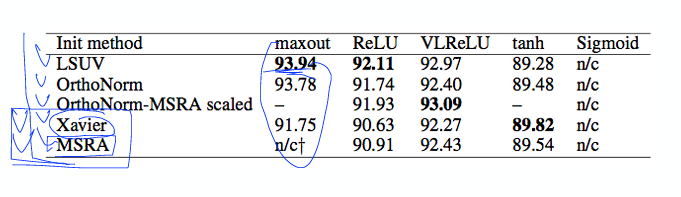 Init method maxout ReLU VLReLU tanh Sigmoid
LSUV 93.94 92.11 92.97 89.28 n/c
OrthoNorm 93.78 91.74 92.40 89.48 n/c
OrthoNorm-MSRA scaled – 91.93 93.09 – n/c
Xavier 91.75 90.63 92.27 89.82 n/c
MSRA n/c† 90.91 92.43 89.54 n/c